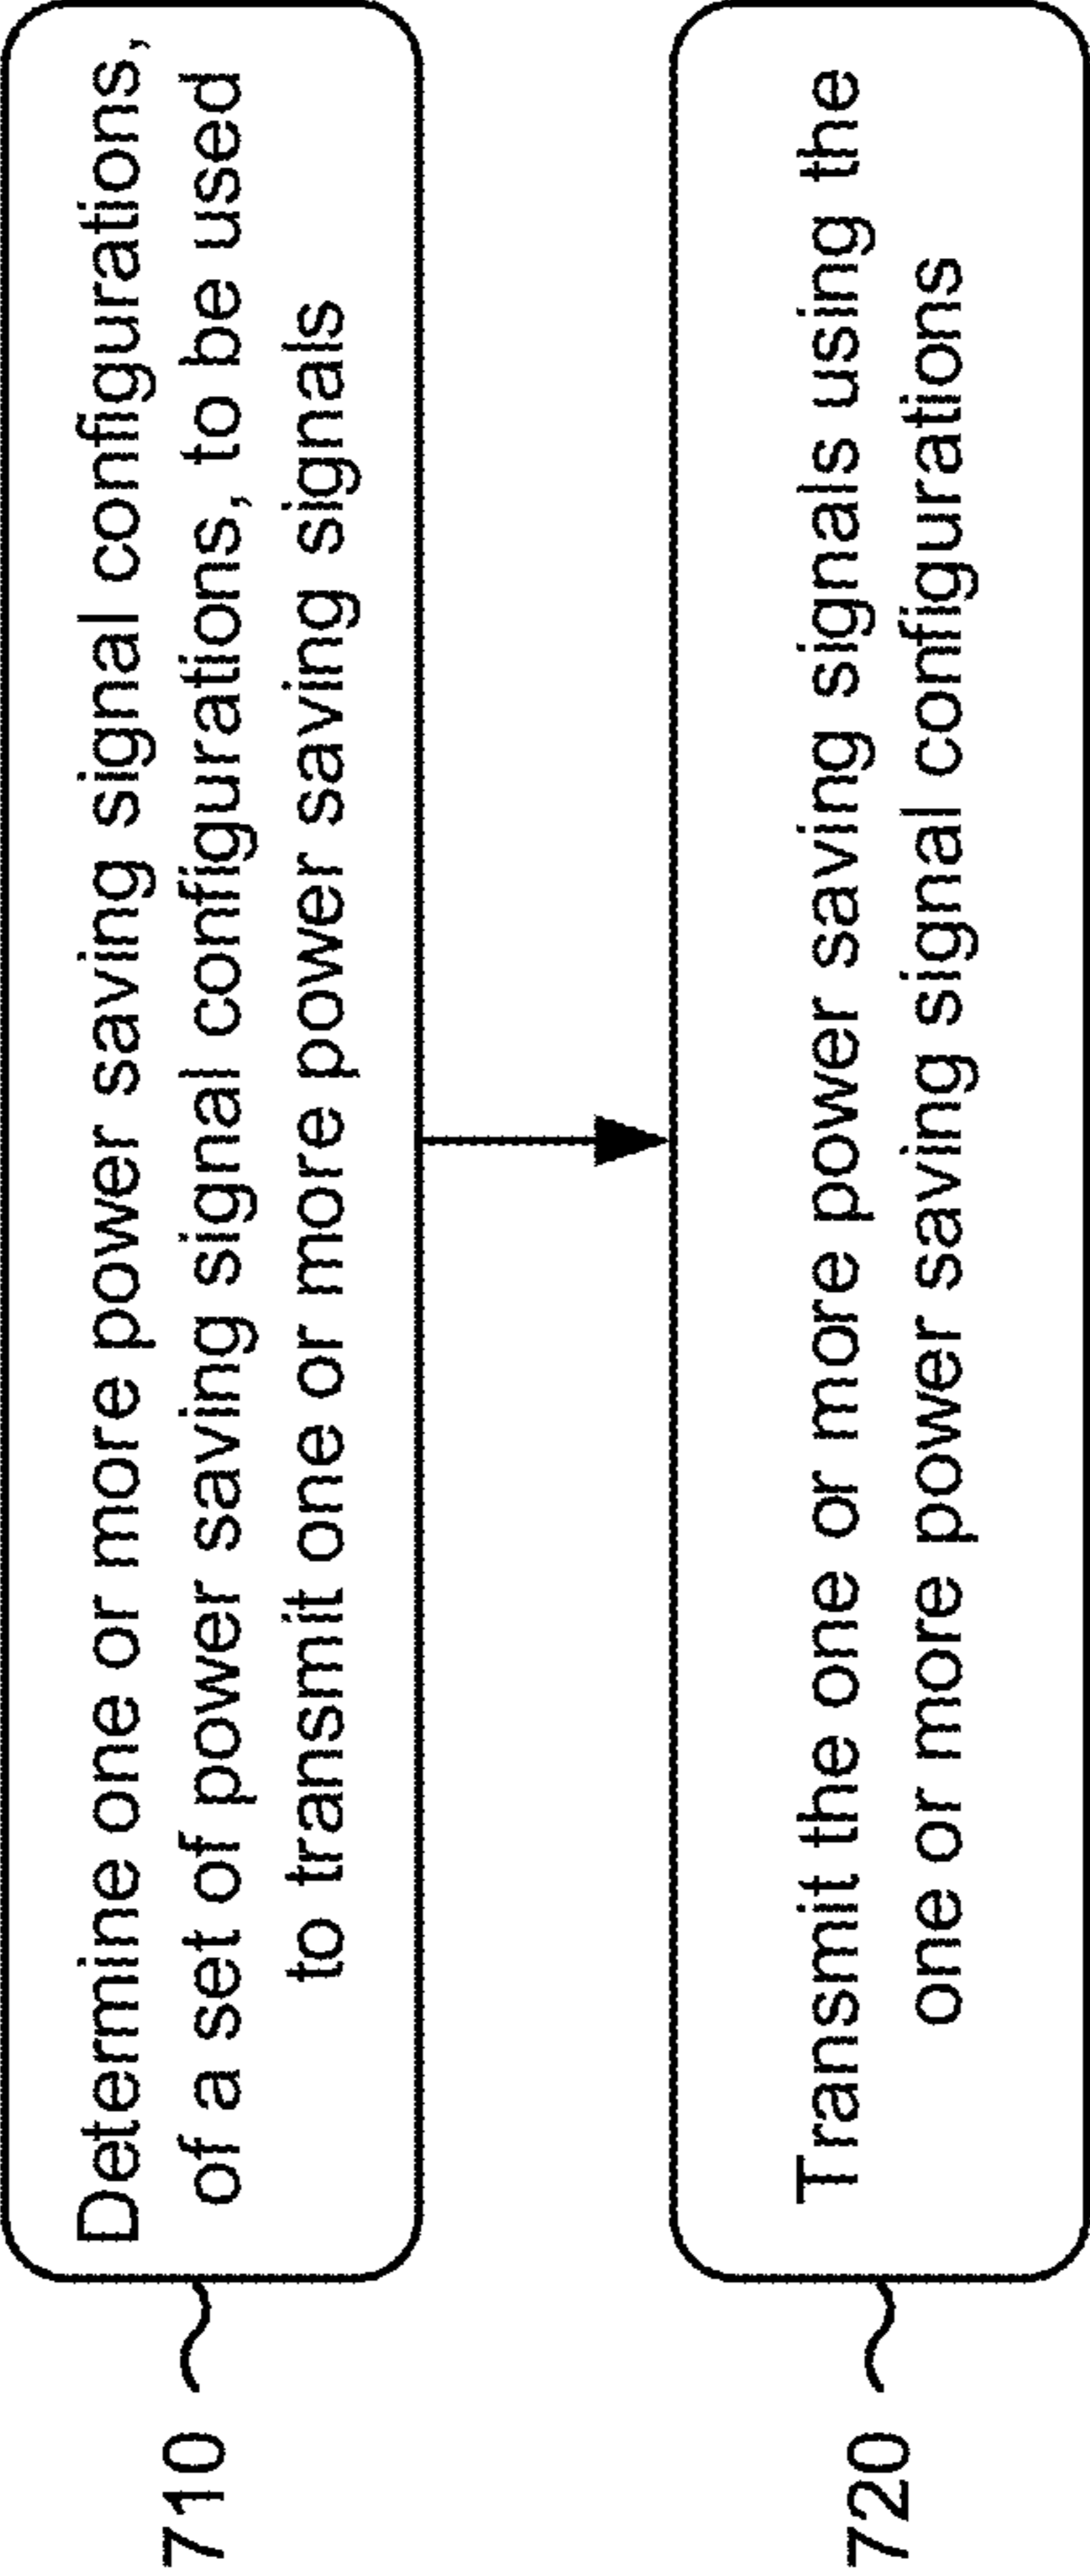 710
Determine one or more power saving signal configurations,
of a set of power saving signal configurations, to be used
to transmit one or more power saving signals
720
Transmit the one or more power saving signals using the
one or more power saving signal configurations